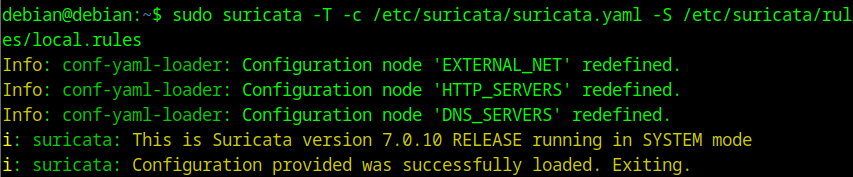 debian@debian:~$ sudo suricata -T -c /etc/suricata/suricata.yaml -S /etc/suricata/rul
es/local.rules
Info: conf-yaml-loader: Configuration node 'EXTERNAL_NET' redefined.
Info: conf-yaml-loader: Configuration node 'HTTP_SERVERS' redefined.
Info: conf-yaml-loader: Configuration node 'DNS_SERVERS' redefined.
i: suricata: This is Suricata version 7.0.10 RELEASE running in SYSTEM mode
i: suricata: Configuration provided was successfully loaded. Exiting.